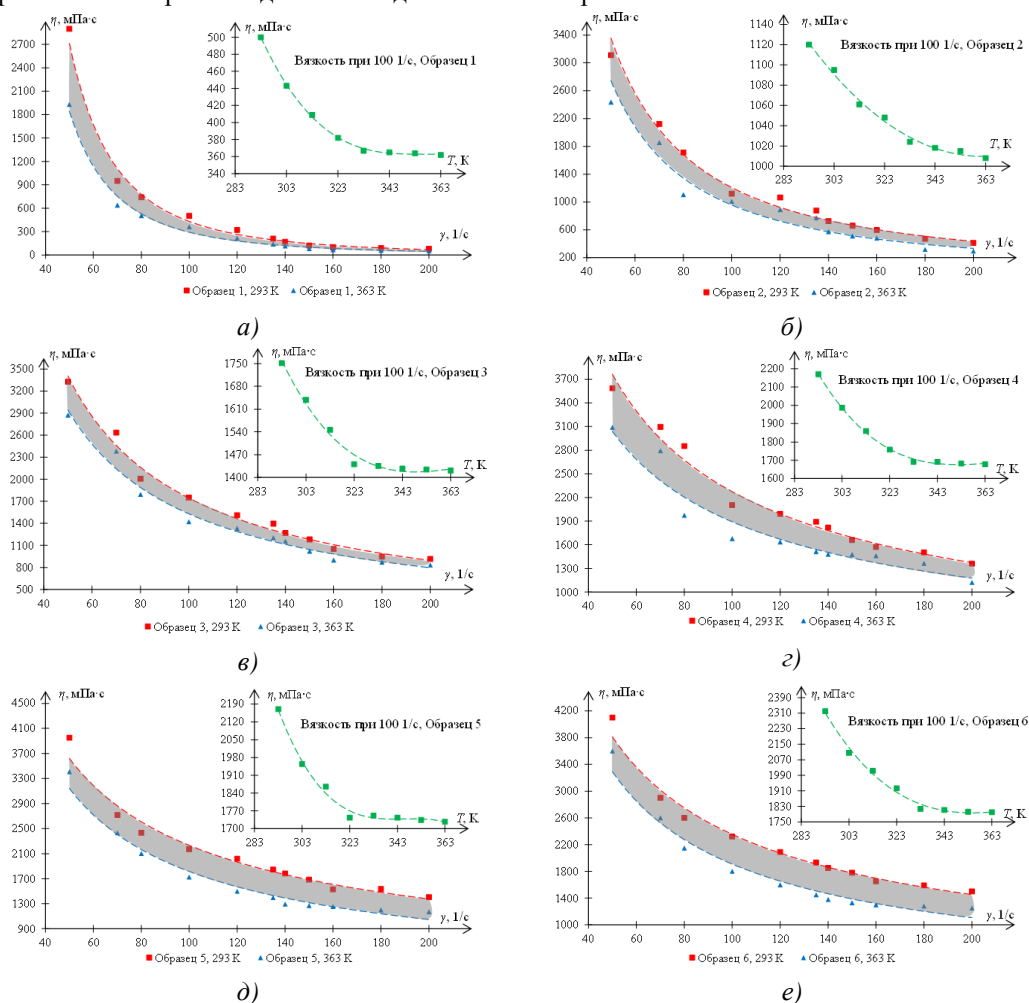 η, мПа·с
2700
2400
2100
1800
1500
1200
900
600
300
0
40 60 80 100 120 140 160 180 200
γ, 1/с
η, мПа·с
500
480
460
440
420
400
380
360
340
283 303 323 343 363
T, К
Вязкость при 100 1/с, Образец 1
Образец 1, 293 К Образец 1, 363 К
а)
η, мПа·с
3400
3000
2600
2200
1800
1400
1000
600
200
40 60 80 100 120 140 160 180 200
γ, 1/с
η, мПа·с
1140
1120
1100
1080
1060
1040
1020
1000
283 303 323 343 363
T, К
Вязкость при 100 1/с, Образец 2
Образец 2, 293 К Образец 2, 363 К
б)
η, мПа·с
3500
3200
2900
2600
2300
2000
1700
1400
1100
800
500
40 60 80 100 120 140 160 180 200
γ, 1/с
η, мПа·с
1750
1680
1610
1540
1470
1400
283 303 323 343 363
T, К
Вязкость при 100 1/с, Образец 3
Образец 3, 293 К Образец 3, 363 К
в)
η, мПа·с
3700
3400
3100
2800
2500
2200
1900
1600
1300
1000
40 60 80 100 120 140 160 180 200
γ, 1/с
η, мПа·с
2200
2100
2000
1900
1800
1700
1600
283 303 323 343 363
T, К
Вязкость при 100 1/с, Образец 4
Образец 4, 293 К Образец 4, 363 К
г)
η, мПа·с
4500
4200
3900
3600
3300
3000
2700
2400
2100
1800
1500
1200
900
40 60 80 100 120 140 160 180 200
γ, 1/с
η, мПа·с
2190
2120
2050
1980
1910
1840
1770
1700
283 303 323 343 363
T, К
Вязкость при 100 1/с, Образец 5
Образец 5, 293 К Образец 5, 363 К
д)
η, мПа·с
4200
3800
3400
3000
2600
2200
1800
1400
1000
40 60 80 100 120 140 160 180 200
γ, 1/с
η, мПа·с
2390
2310
2230
2150
2070
1990
1910
1830
1750
283 303 323 343 363
T, К
Вязкость при 100 1/с, Образец 6
Образец 6, 293 К Образец 6, 363 К
е)